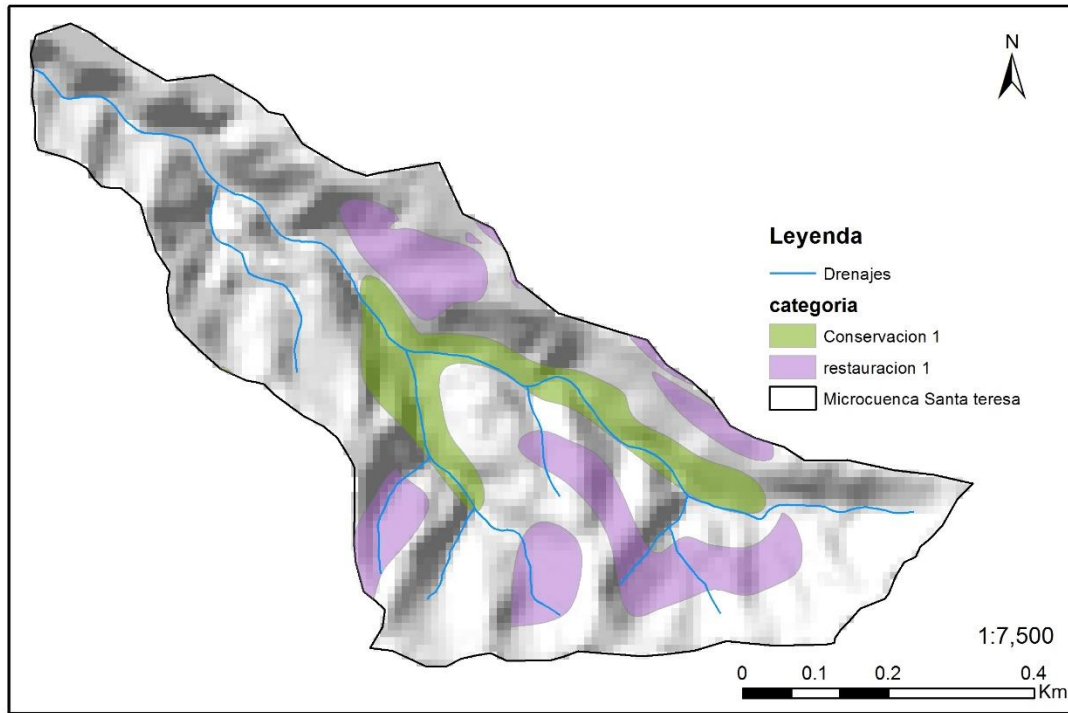 N
Leyenda
Drenajes
categoria
Conservacion 1
restauracion 1
Microcuenca Santa teresa
1:7,500
0 0.1 0.2 0.4
Km